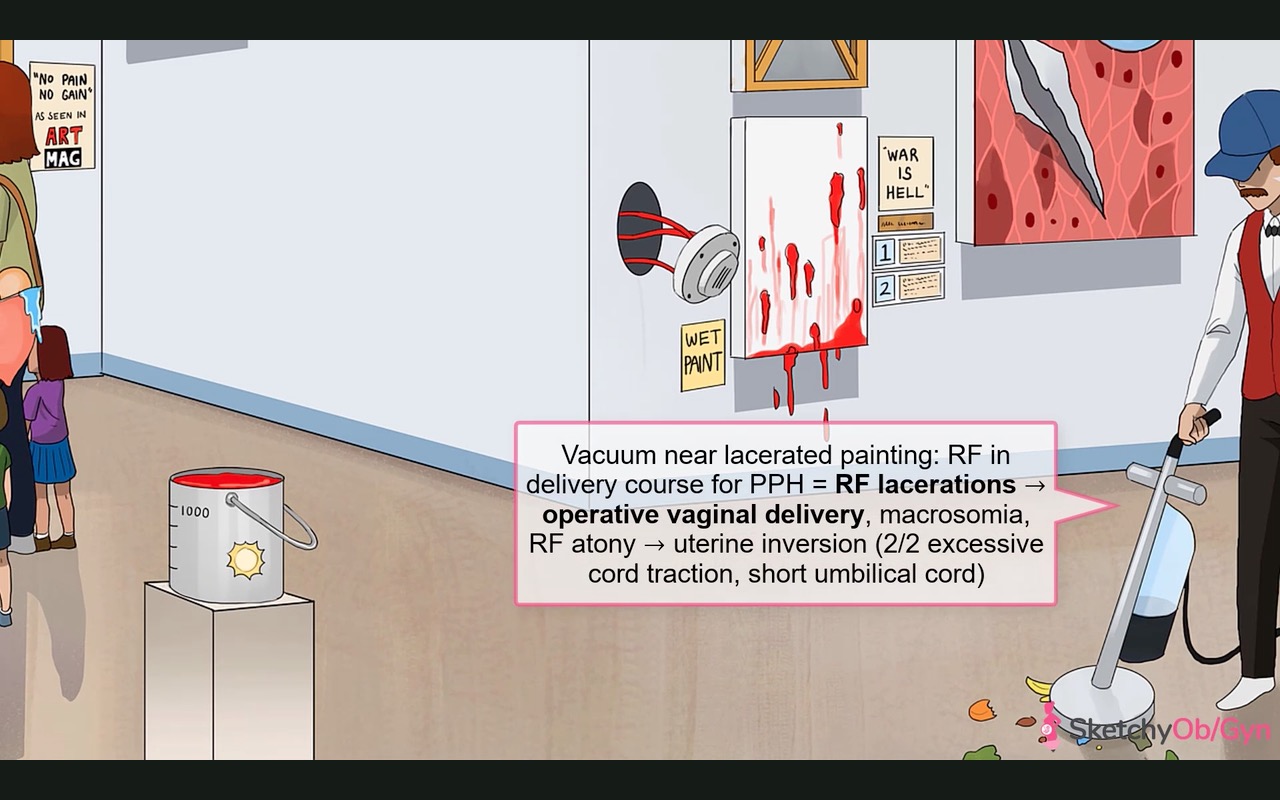 "NO PAIN
NO GAIN"
AS SEEN IN
ART
MAG
"WAR
IS
HELL"
1
2
WET
PAINT
1000
Vacuum near lacerated painting: RF in
delivery course for PPH = RF lacerations →
operative vaginal delivery, macrosomia,
RF atony → uterine inversion (2/2 excessive
cord traction, short umbilical cord)
SketchyOb/Gyn